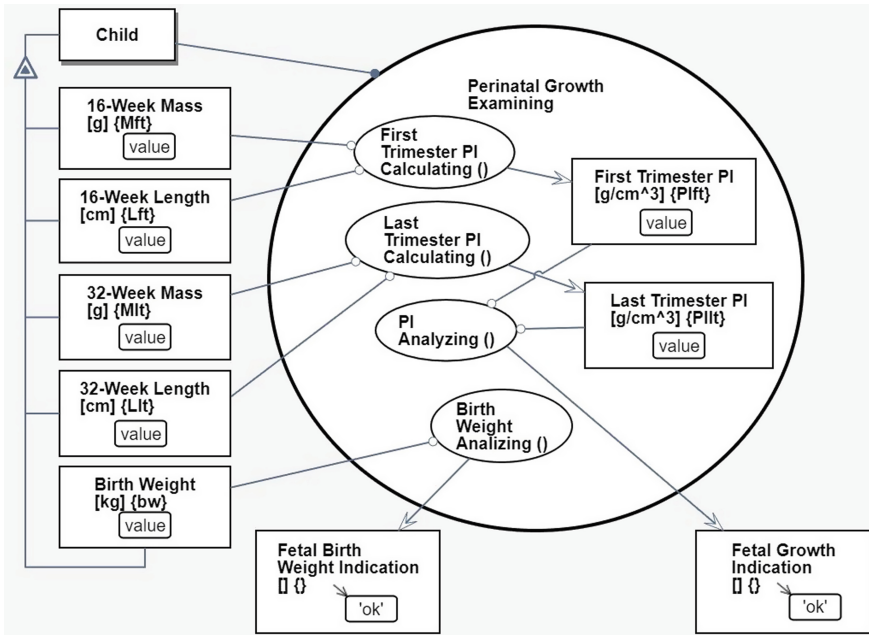 Child
Perinatal Growth
Examining
16-Week Mass
[g] {Mft}
value
First
Trimester PI
Calculating ()
First Trimester PI
[g/cm^3] {PIft}
value
16-Week Length
[cm] {Lft}
value
Last
Trimester PI
Calculating ()
32-Week Mass
[g] {Mlt}
value
Last Trimester PI
[g/cm^3] {PIlt}
value
PI
Analyzing ()
32-Week Length
[cm] {Llt}
value
Birth
Weight
Analizing ()
Birth Weight
[kg] {bw}
value
Fetal Birth
Weight Indication
[] {}
'ok'
Fetal Growth
Indication
[] {}
'ok'